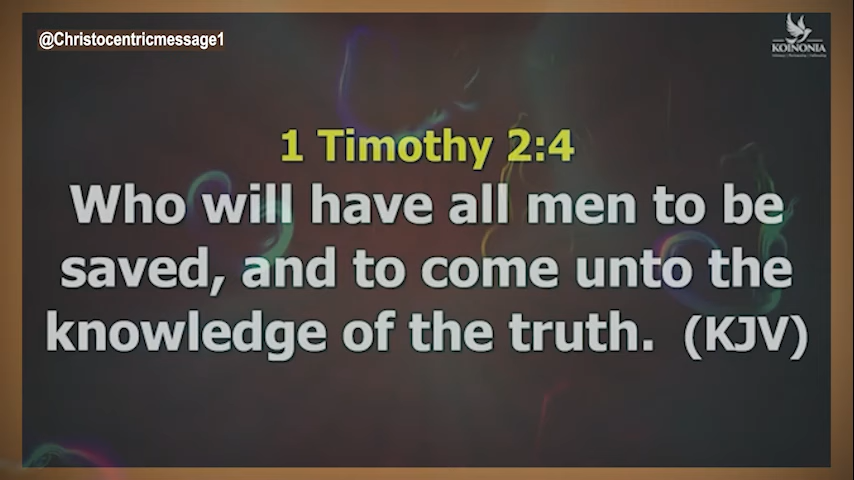 @Christocentricmessage1
KOINONIA
1 Timothy 2:4
Who will have all men to be
saved, and to come unto the
knowledge of the truth. (KJV)